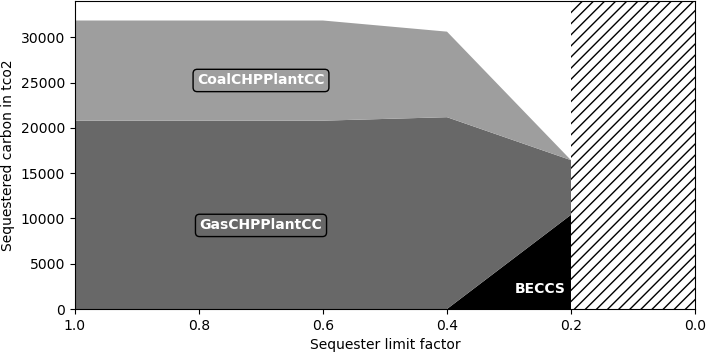 Sequestered carbon in tco2
30000
25000
20000
15000
10000
5000
0
CoalCHPPlantCC
GasCHPPlantCC
BECCS
1.0 0.8 0.6 0.4 0.2 0.0
Sequester limit factor